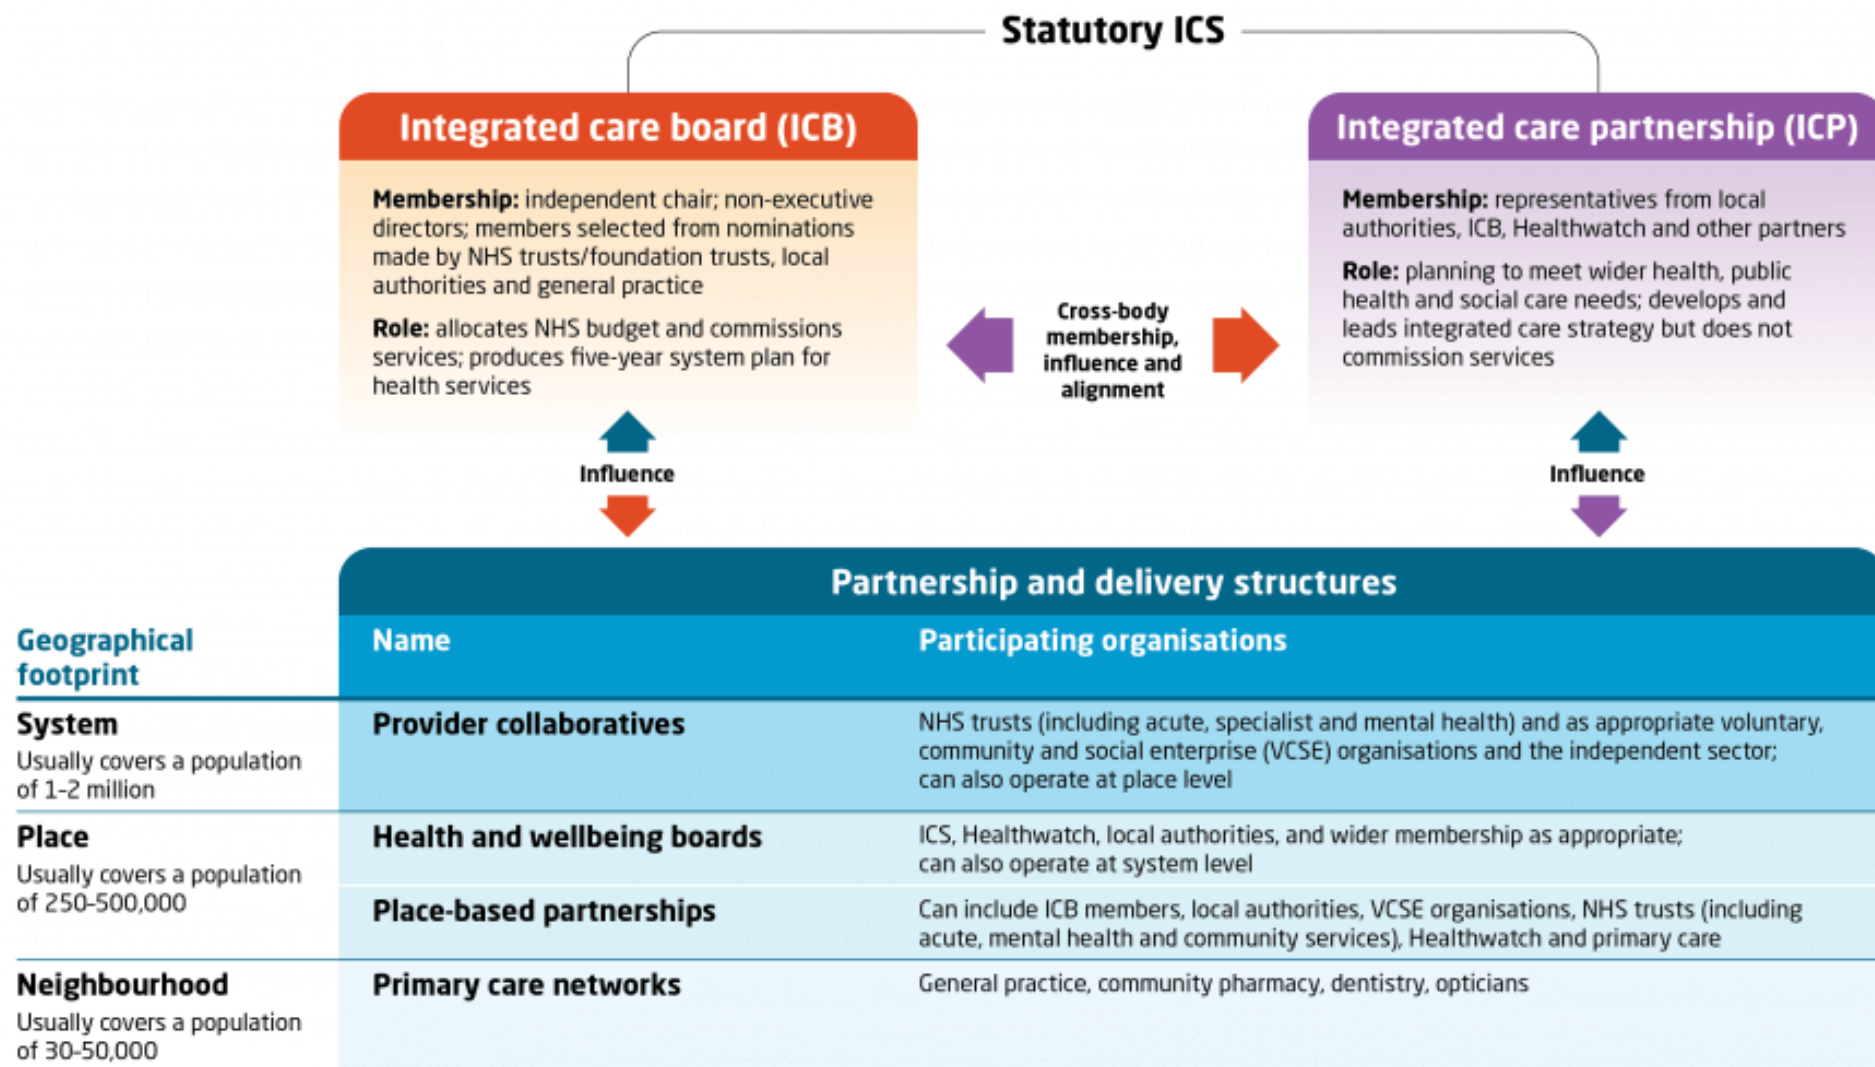 Statutory ICS
Integrated care board (ICB)
Membership: independent chair; non-executive
directors; members selected from nominations
made by NHS trusts/foundation trusts, local
authorities and general practice
Role: allocates NHS budget and commissions
services; produces five-year system plan for
health services
Cross-body
membership,
influence and
alignment
Integrated care partnership (ICP)
Membership: representatives from local
authorities, ICB, Healthwatch and other partners
Role: planning to meet wider health, public
health and social care needs; develops and
leads integrated care strategy but does not
commission services
Influence
Influence
Partnership and delivery structures
Geographical
footprint
Name
Participating organisations
System
Usually covers a population
of 1–2 million
Provider collaboratives
NHS trusts (including acute, specialist and mental health) and as appropriate voluntary,
community and social enterprise (VCSE) organisations and the independent sector;
can also operate at place level
Place
Usually covers a population
of 250–500,000
Health and wellbeing boards
ICS, Healthwatch, local authorities, and wider membership as appropriate;
can also operate at system level
Place-based partnerships
Can include ICB members, local authorities, VCSE organisations, NHS trusts (including
acute, mental health and community services), Healthwatch and primary care
Neighbourhood
Usually covers a population
of 30–50,000
Primary care networks
General practice, community pharmacy, dentistry, opticians